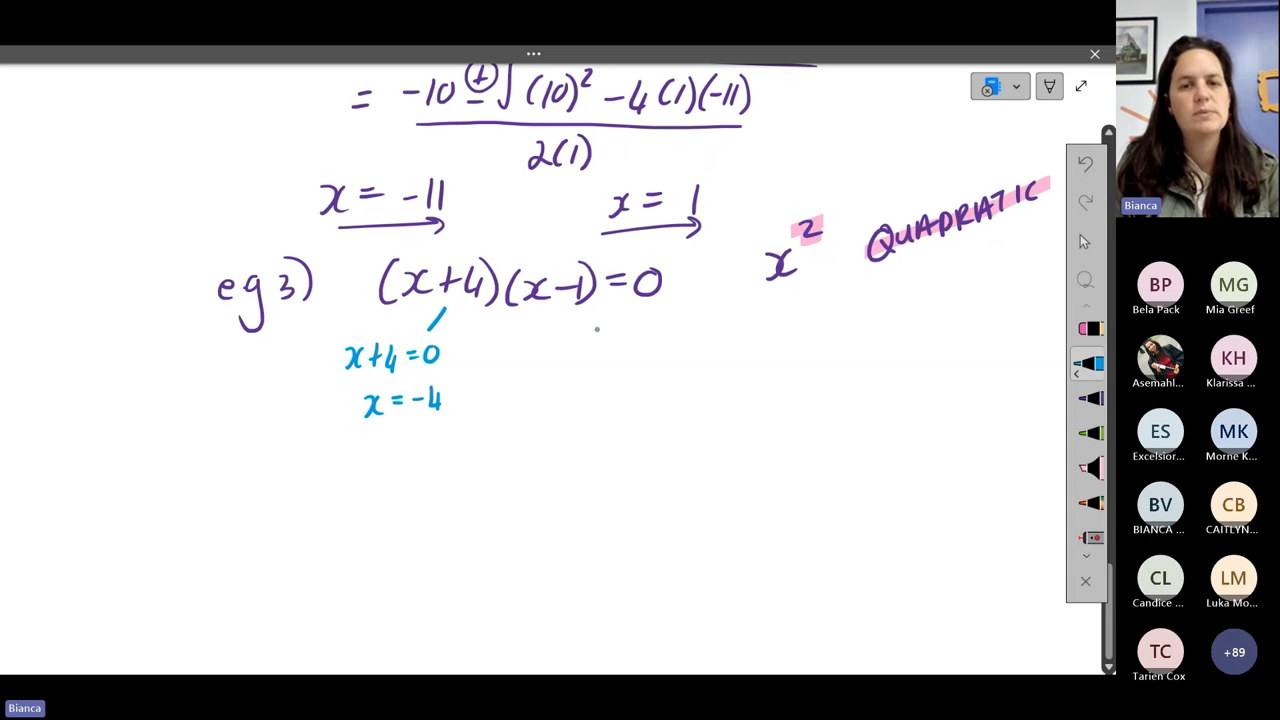 = -10 ± √(10)² - 4(1)(-11)
2(1)
x = -11
x = 1
x² QUADRATIC
eg 3) (x+4)(x-1)=0
x+4=0
x = -4
Bianca
BP
Bela Pack
MG
Mia Greef
Asemahl...
KH
Klarissa ...
ES
Excelsior...
MK
Morne K...
BV
BIANCA ...
CB
CAITLYN...
CL
Candice ...
LM
Luka Mo...
TC
Tarien Cox
+89
Bianca